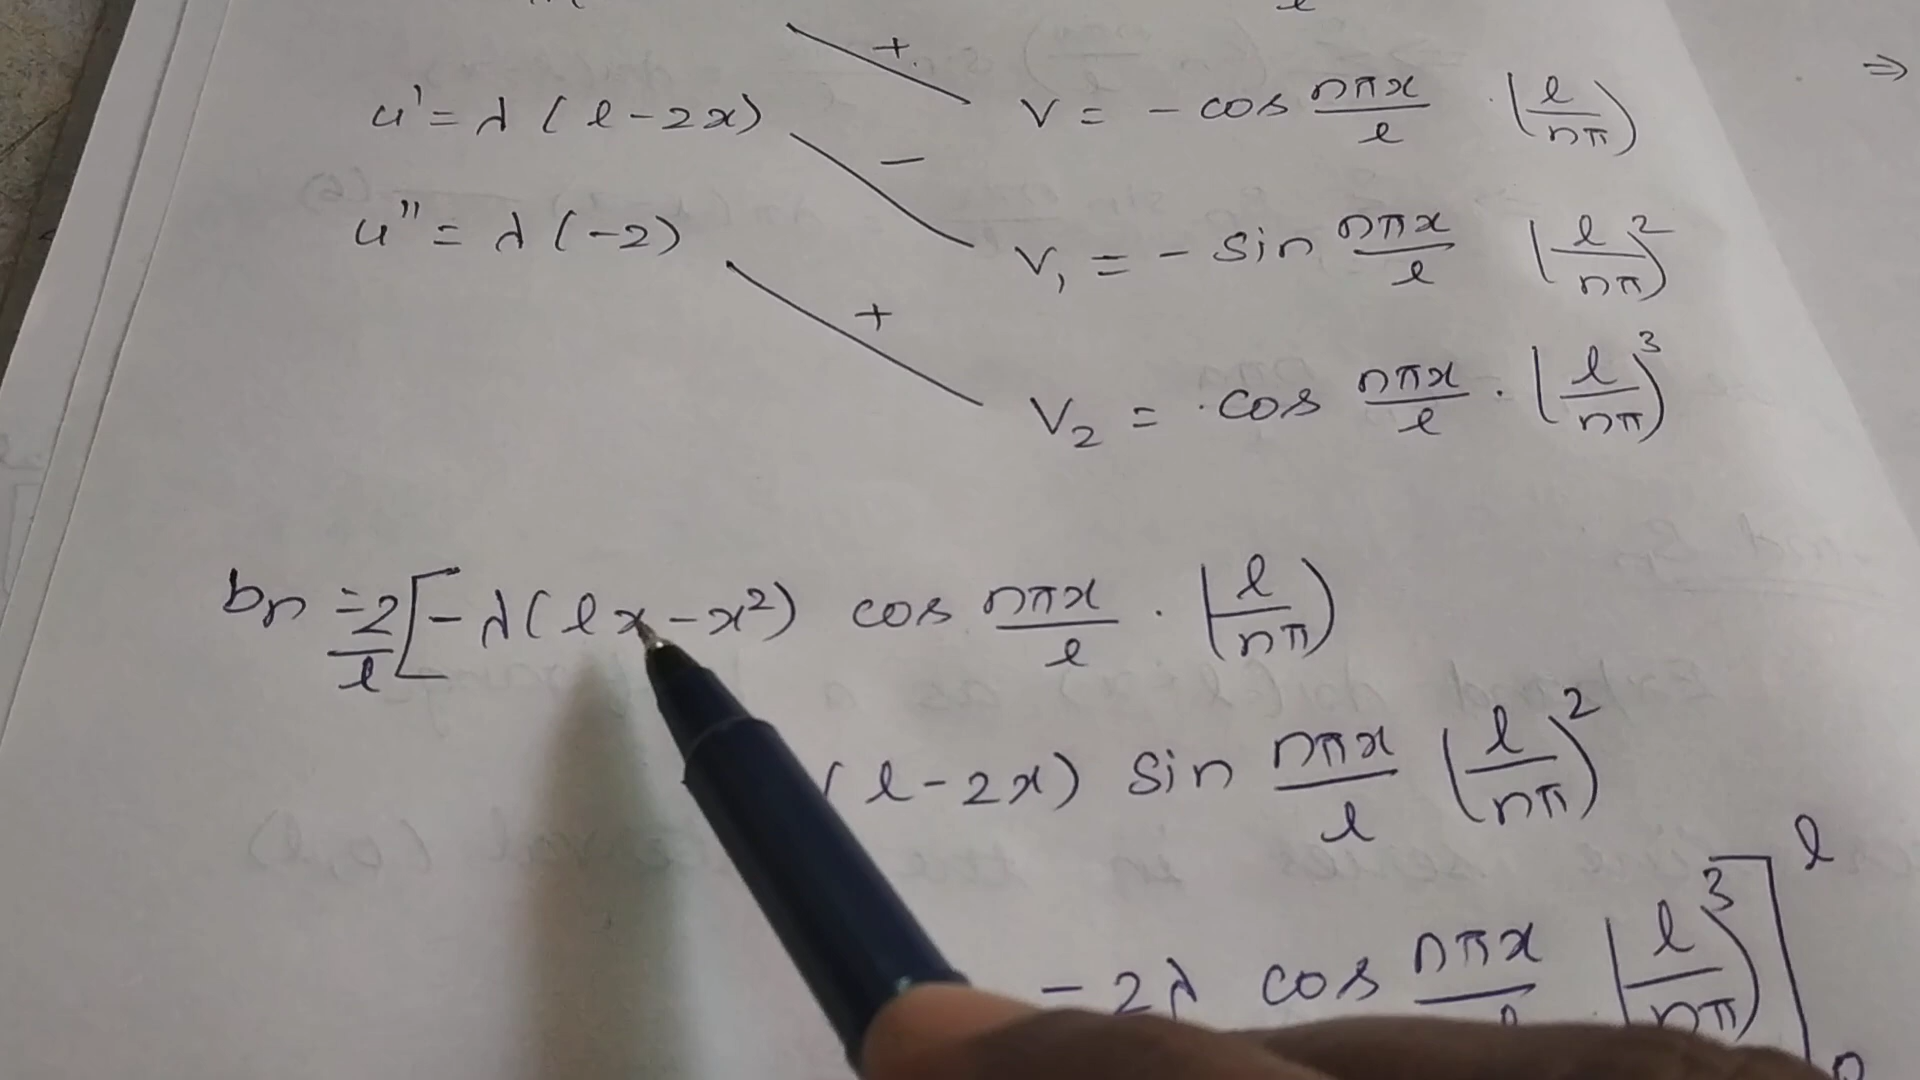 u' = λ(l-2x) + v = -cos nπx/l · (l/nπ)
u'' = λ(-2) - v₁ = -sin nπx/l (l/nπ)²
+ v₂ = cos nπx/l · (l/nπ)³
bn = 2/l [-λ(lx-x²) cos nπx/l · (l/nπ)
(l-2x) sin nπx/l (l/nπ)²
-2λ cos nπx/l (l/nπ)³]₀ˡ